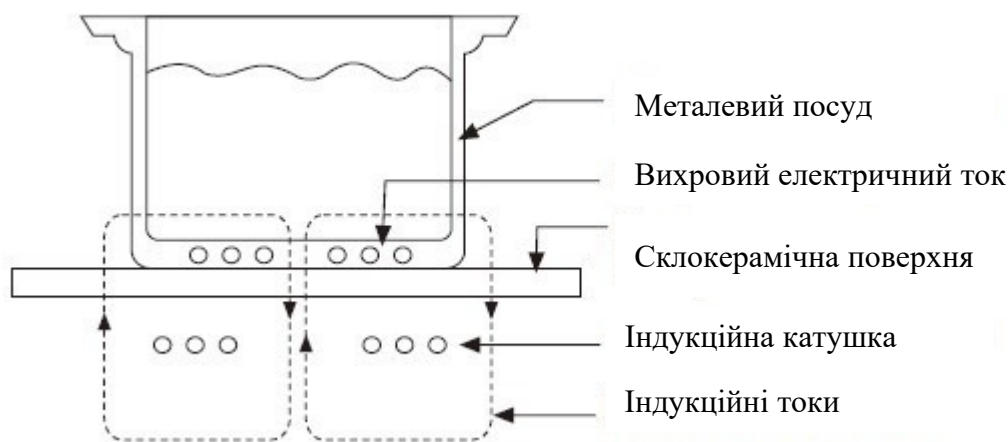 Металевий посуд
Вихровий електричний ток
Склокерамічна поверхня
Індукційна катушка
Індукційні токи